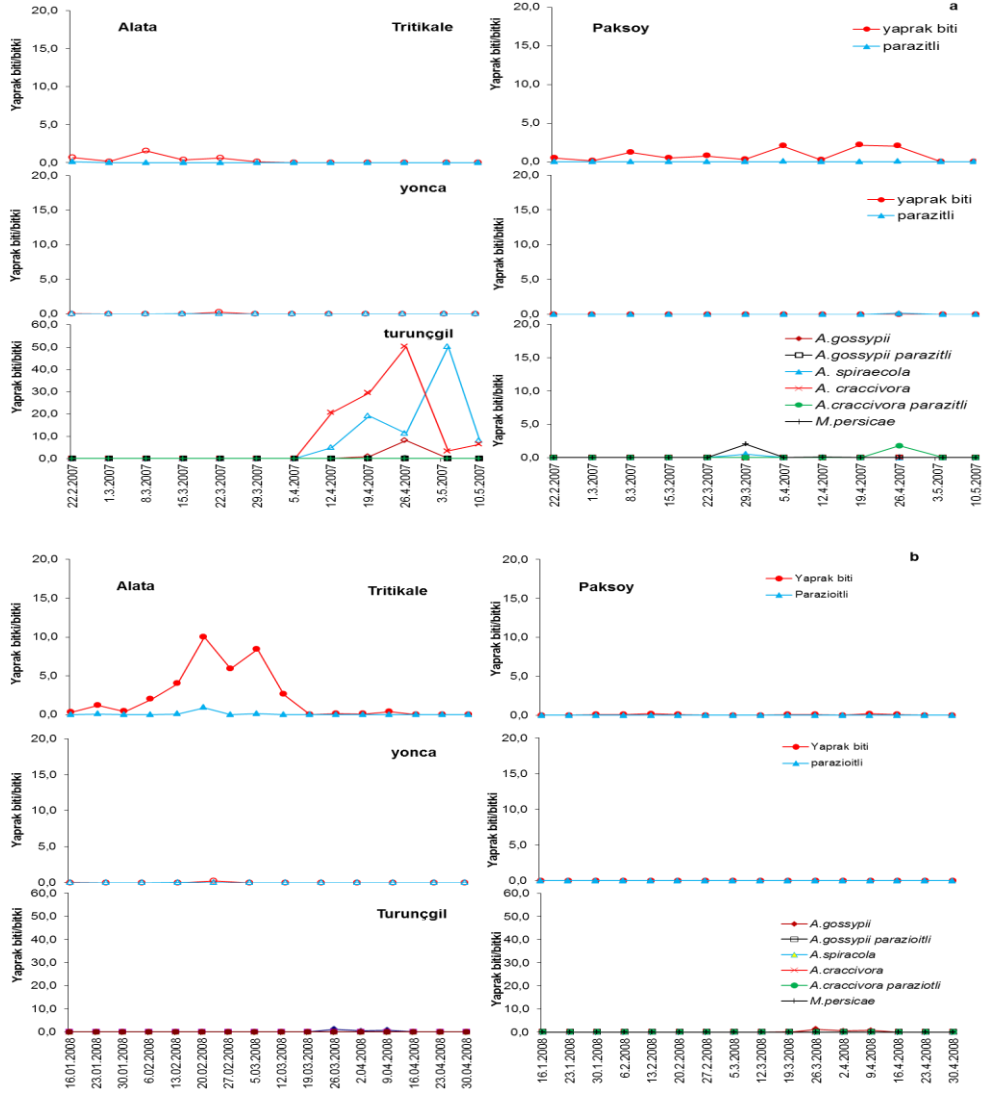 a
Alata
Tritikale
Yaprak biti/bitki
20,0
15,0
10,0
5,0
0,0
Paksoy
yaprak biti
parazitli
Yaprak biti/bitki
20,0
15,0
10,0
5,0
0,0
yonca
Yaprak biti/bitki
20,0
15,0
10,0
5,0
0,0
yaprak biti
parazitli
Yaprak biti/bitki
20,0
15,0
10,0
5,0
0,0
turunçgil
Yaprak biti/bitki
60,0
50,0
40,0
30,0
20,0
10,0
0,0
22.2.2007
1.3.2007
8.3.2007
15.3.2007
22.3.2007
29.3.2007
5.4.2007
12.4.2007
19.4.2007
26.4.2007
3.5.2007
10.5.2007
A.gossypii
A.gossypii parazitli
A. spiraecola
A. craccivora
A.craccivora parazitli
M.persicae
Yaprak biti/bitki
20,0
15,0
10,0
5,0
0,0
22.2.2007
1.3.2007
8.3.2007
15.3.2007
22.3.2007
29.3.2007
5.4.2007
12.4.2007
19.4.2007
26.4.2007
3.5.2007
10.5.2007
b
Alata
Tritikale
Yaprak bitki/bitki
20,0
15,0
10,0
5,0
0,0
Paksoy
Yaprak biti
Parazioitli
Yaprak biti/bitki
20,0
15,0
10,0
5,0
0,0
yonca
Yaprak biti/bitki
20,0
15,0
10,0
5,0
0,0
Yaprak biti
parazioitli
Yaprak biti/bitki
20,0
15,0
10,0
5,0
0,0
Turunçgil
Yaprak biti/bitki
60,0
50,0
40,0
30,0
20,0
10,0
0,0
16.01.2008
23.01.2008
30.01.2008
6.02.2008
13.02.2008
20.02.2008
27.02.2008
5.03.2008
12.03.2008
19.03.2008
26.03.2008
2.04.2008
9.04.2008
16.04.2008
23.04.2008
30.04.2008
A.gossypii
A.gossypii parazioitli
A.spiracola
A.craccivora
A.craccivora paraziotli
M.persicae
Yaprak biti/bitki
60,0
50,0
40,0
30,0
20,0
10,0
0,0
16.1.2008
23.1.2008
30.1.2008
6.2.2008
13.2.2008
20.2.2008
27.2.2008
5.3.2008
12.3.2008
19.3.2008
26.3.2008
2.4.2008
9.4.2008
16.4.2008
23.4.2008
30.4.2008